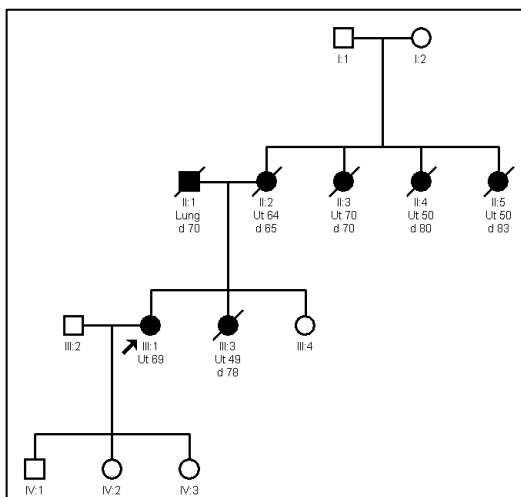 I:1
I:2
II:1
Lung
d 70
II:2
Ut 64
d 65
II:3
Ut 70
d 70
II:4
Ut 50
d 80
II:5
Ut 50
d 83
III:2
III:1
Ut 69
III:3
Ut 49
d 78
III:4
IV:1
IV:2
IV:3